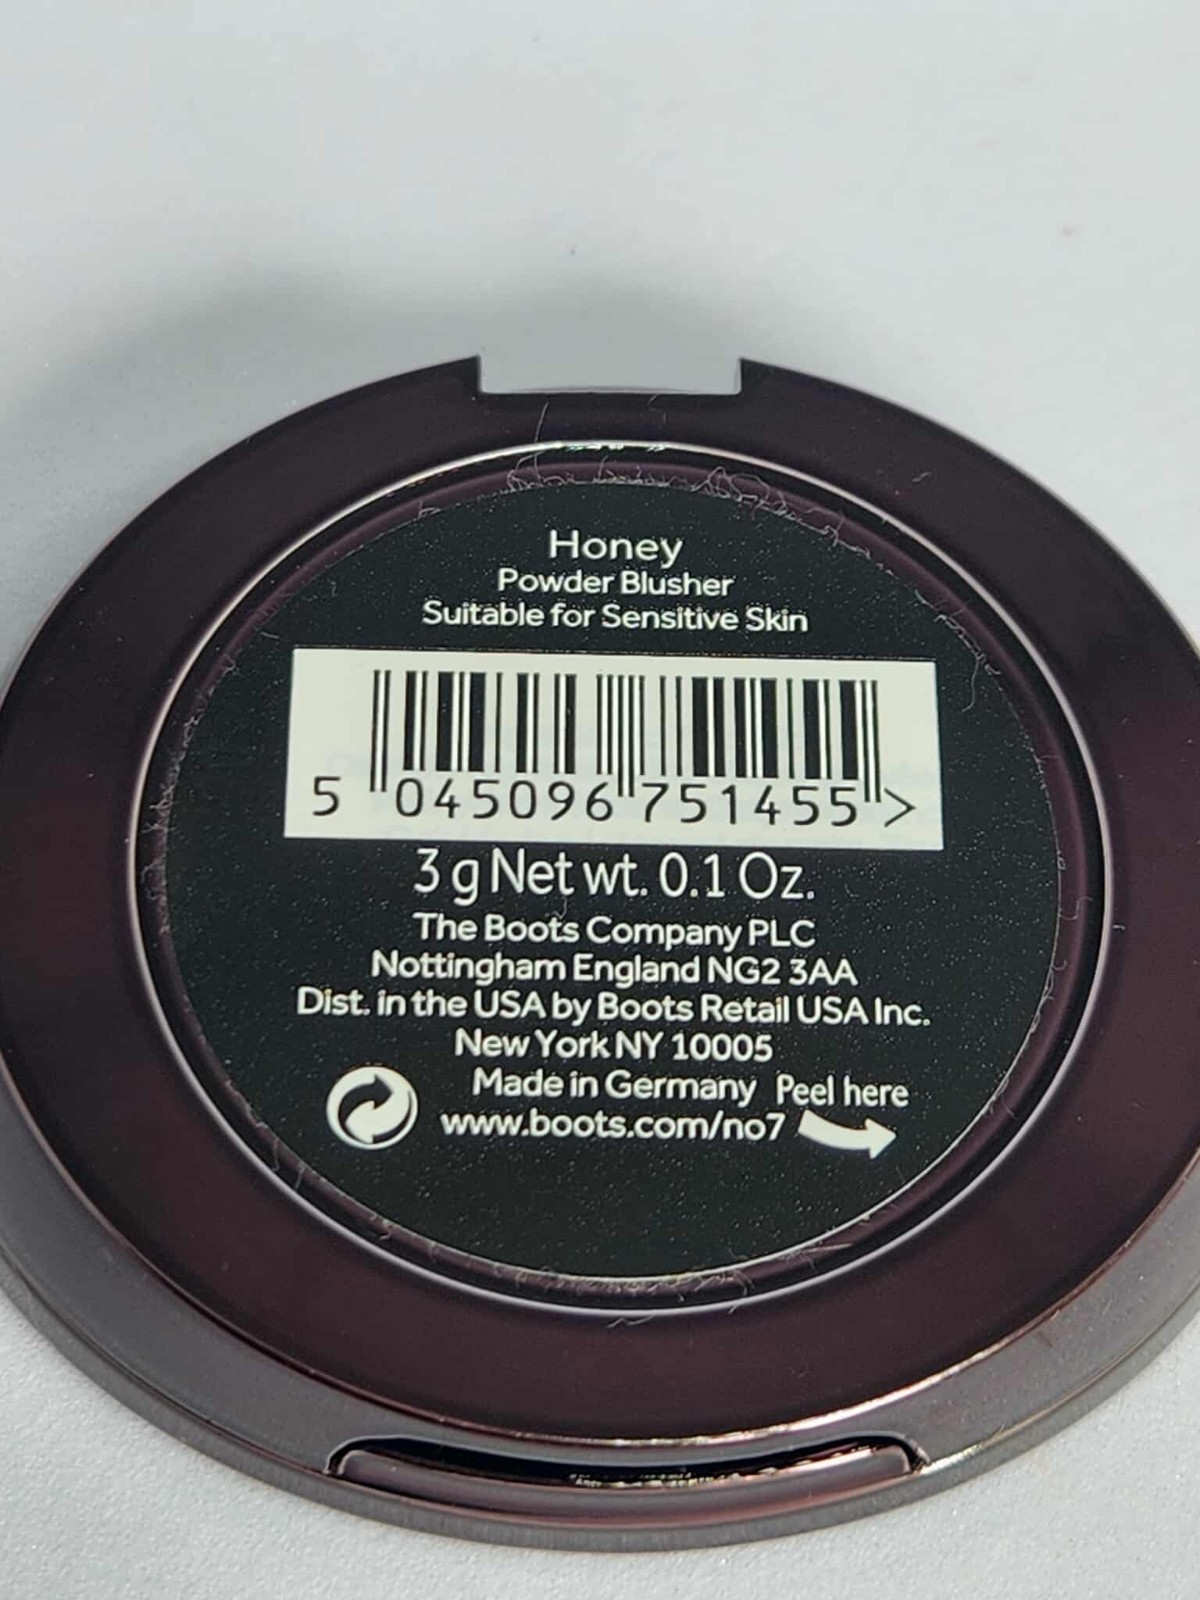 Honey
Powder Blusher
Suitable for Sensitive Skin
5 045096 751455 >
3 g Net wt. 0.1 Oz.
The Boots Company PLC
Nottingham England NG2 3AA
Dist. in the USA by Boots Retail USA Inc.
New York NY 10005
Made in Germany Peel here
www.boots.com/no7